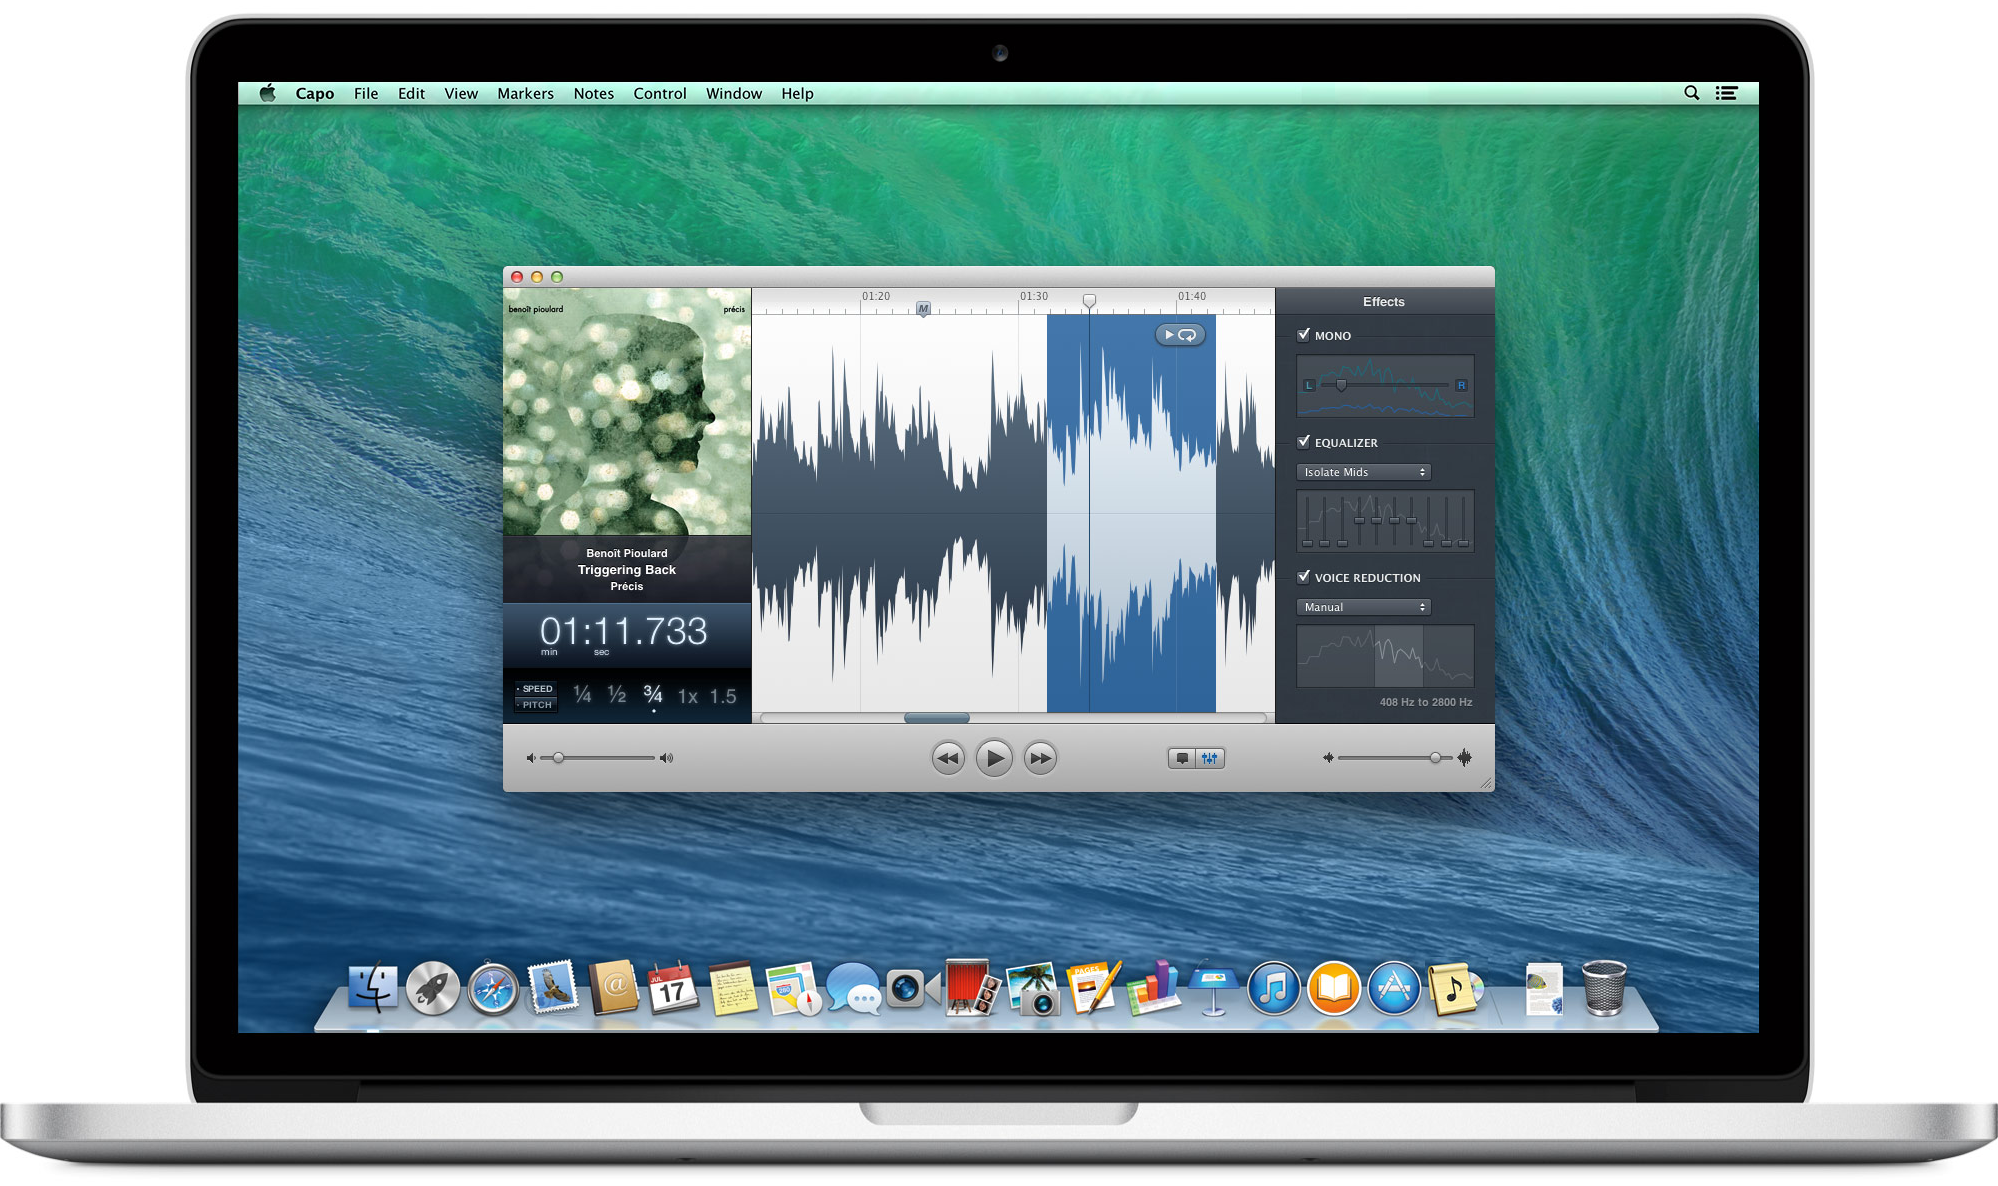 Capo File Edit View Markers Notes Control Window Help
benoît pioulard
précis
Benoît Pioulard
Triggering Back
Précis
01:11.733
min sec
SPEED
PITCH
¼ ½ ¾ 1x 1.5
01:20 01:30 01:40
M
Effects
MONO
L R
EQUALIZER
Isolate Mids
VOICE REDUCTION
Manual
408 Hz to 2800 Hz
@
JUL
17
280
PAGES